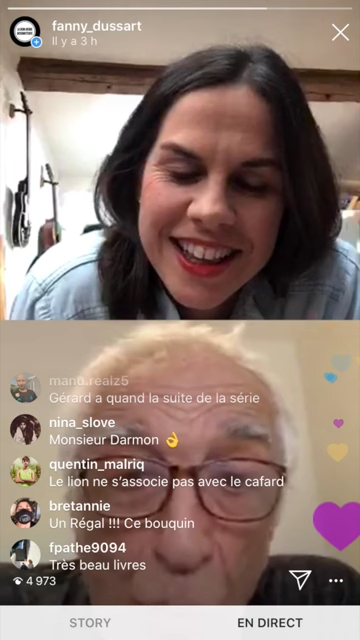 fanny_dussart
Il y a 3 h
manu.realz5
Gérard a quand la suite de la série
nina_slove
Monsieur Darmon 👌
quentin_malriq
Le lion ne s'associe pas avec le cafard
bretannie
Un Régal !!! Ce bouquin
fpathe9094
Très beau livres
4 973
STORY
EN DIRECT